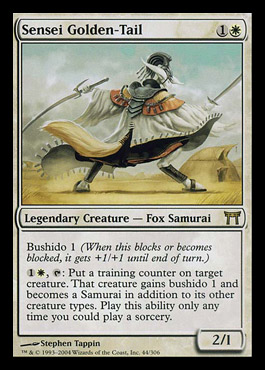 Sensei Golden-Tail 1
Legendary Creature — Fox Samurai
Bushido 1 (When this blocks or becomes
blocked, it gets +1/+1 until end of turn.)
1, : Put a training counter on target
creature. That creature gains bushido 1 and
becomes a Samurai in addition to its other
creature types. Play this ability only any
time you could play a sorcery.
2/1
Stephen Tappin
™ & © 1993–2004 Wizards of the Coast, Inc. 44/306